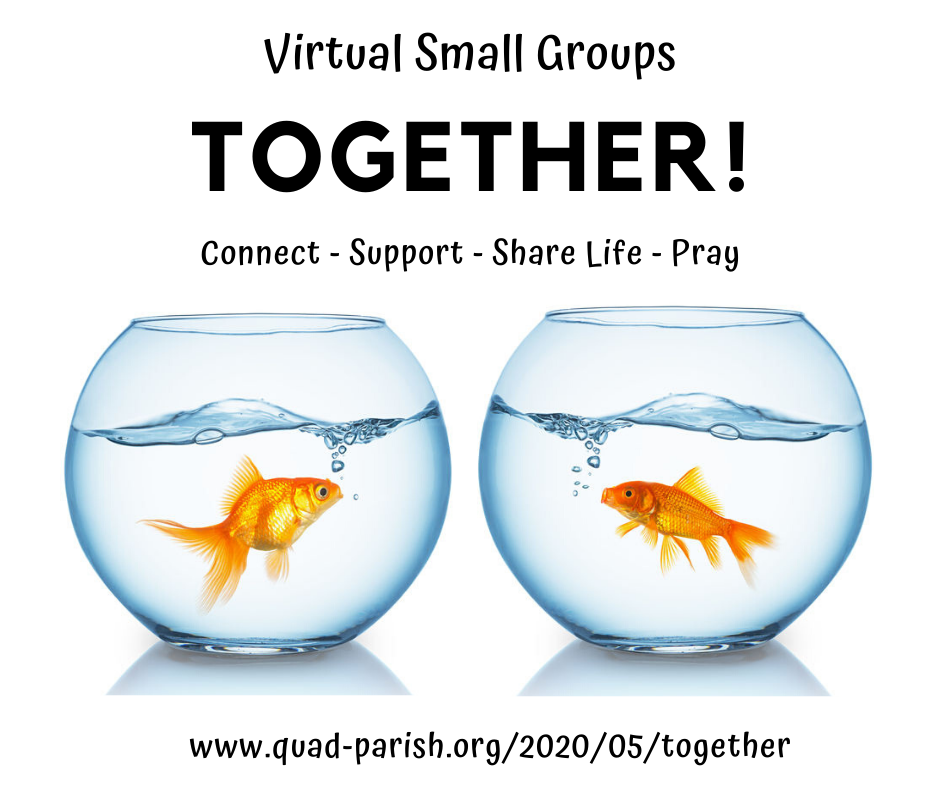 Virtual Small Groups
TOGETHER!
Connect - Support - Share Life - Pray
www.quad-parish.org/2020/05/together